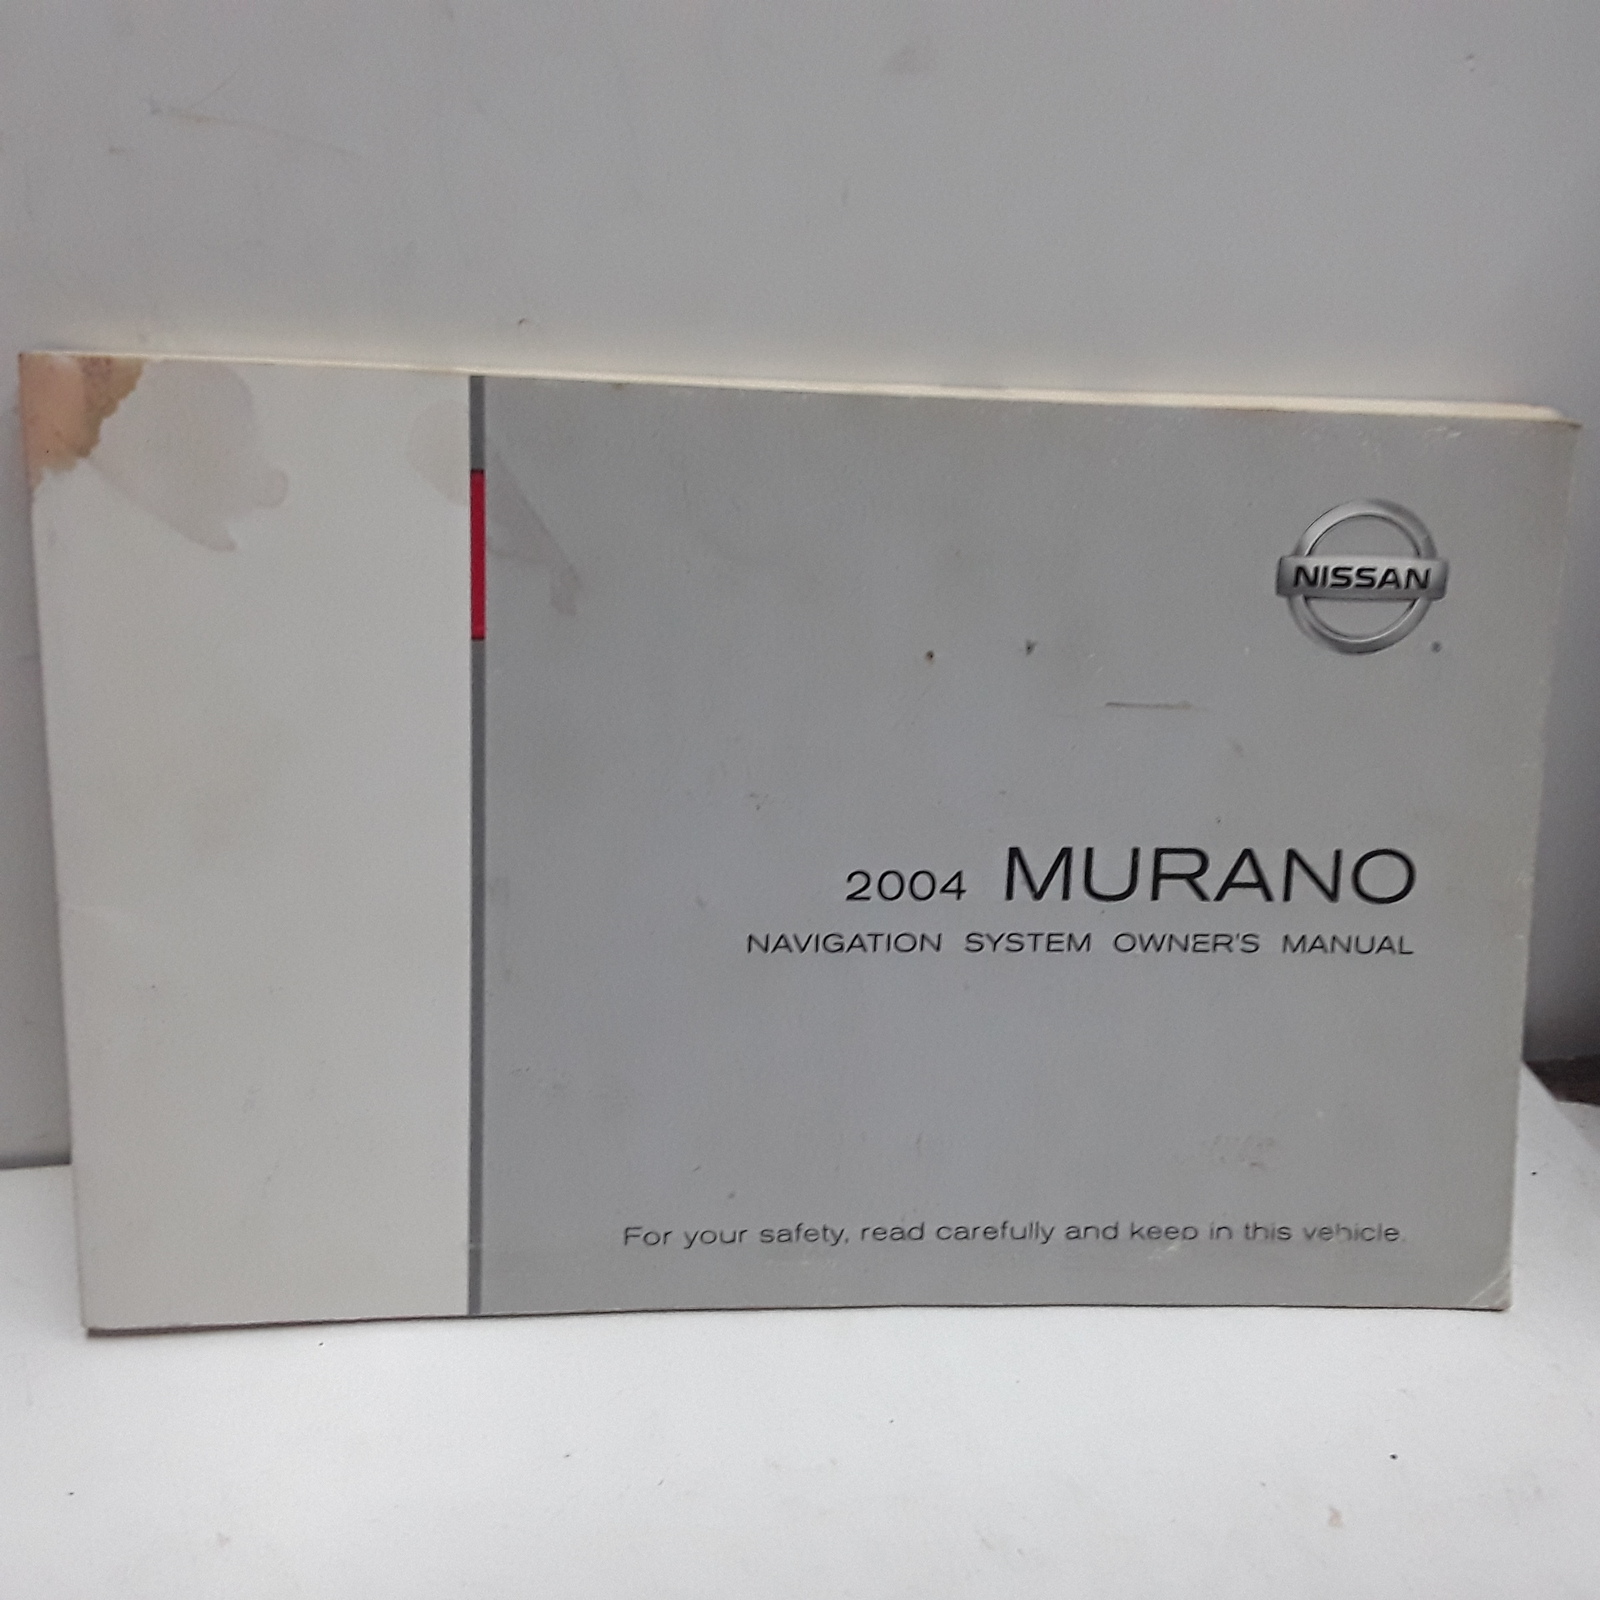 NISSAN
2004 MURANO
NAVIGATION SYSTEM OWNER'S MANUAL
For your safety, read carefully and keep in this vehicle.